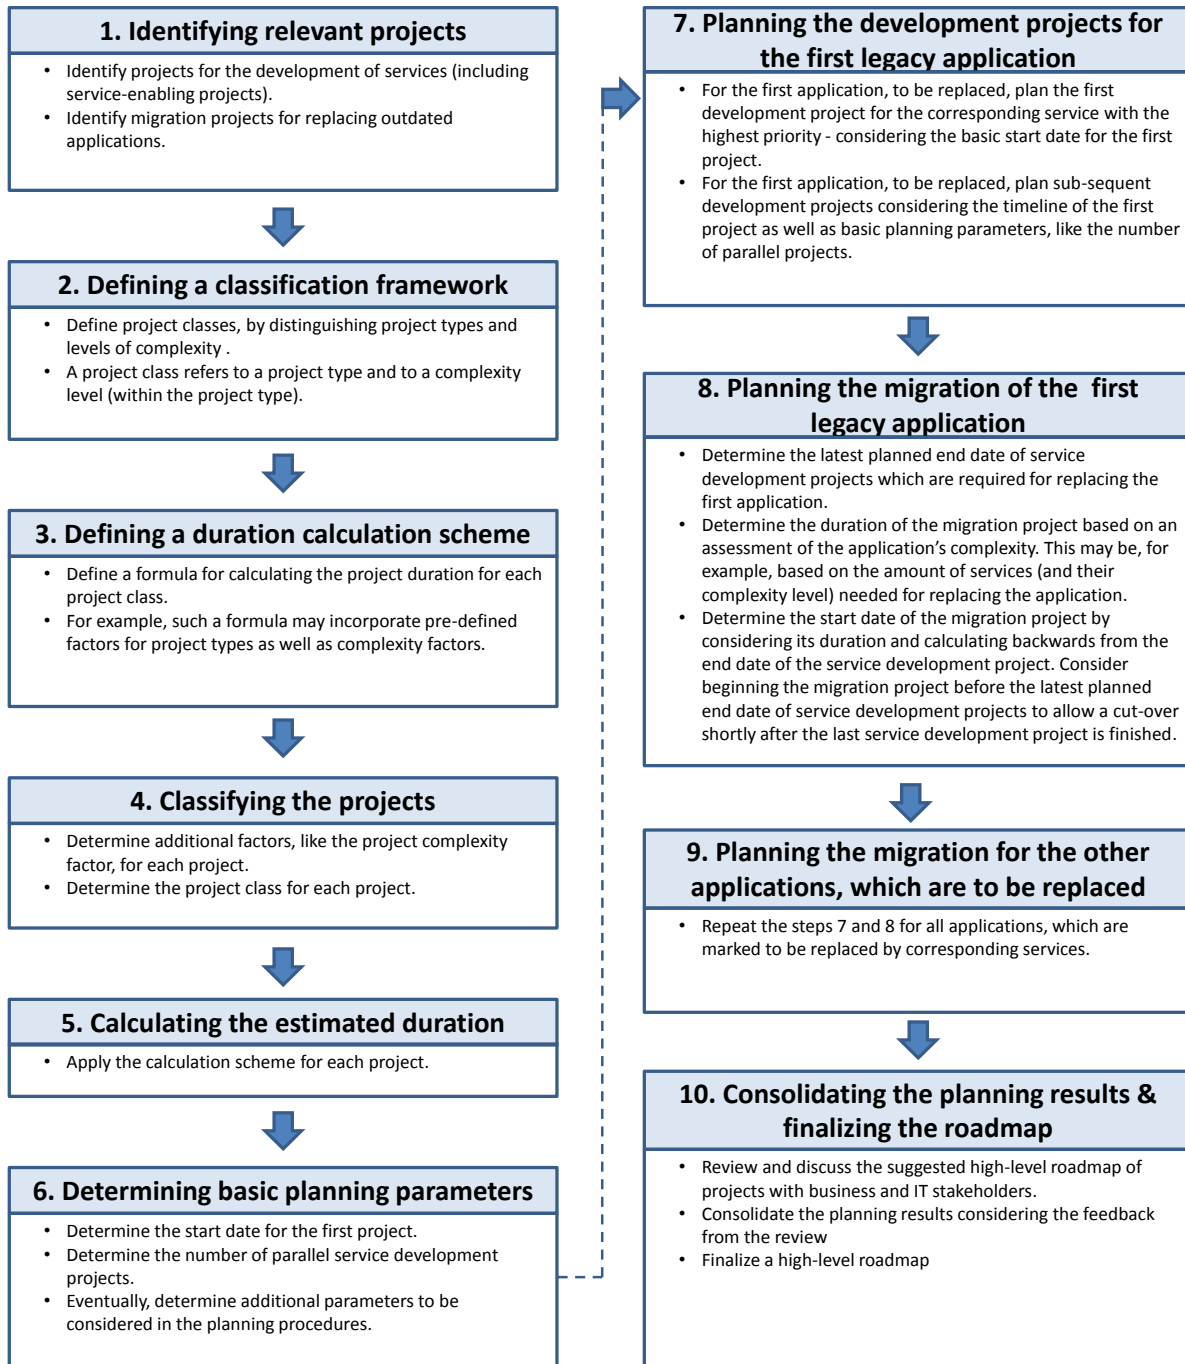 1. Identifying relevant projects
• Identify projects for the development of services (including
service-enabling projects).
• Identify migration projects for replacing outdated
applications.
2. Defining a classification framework
• Define project classes, by distinguishing project types and
levels of complexity .
• A project class refers to a project type and to a complexity
level (within the project type).
3. Defining a duration calculation scheme
• Define a formula for calculating the project duration for each
project class.
• For example, such a formula may incorporate pre-defined
factors for project types as well as complexity factors.
4. Classifying the projects
• Determine additional factors, like the project complexity
factor, for each project.
• Determine the project class for each project.
5. Calculating the estimated duration
• Apply the calculation scheme for each project.
6. Determining basic planning parameters
• Determine the start date for the first project.
• Determine the number of parallel service development
projects.
• Eventually, determine additional parameters to be
considered in the planning procedures.
7. Planning the development projects for
the first legacy application
• For the first application, to be replaced, plan the first
development project for the corresponding service with the
highest priority - considering the basic start date for the first
project.
• For the first application, to be replaced, plan sub-sequent
development projects considering the timeline of the first
project as well as basic planning parameters, like the number
of parallel projects.
8. Planning the migration of the first
legacy application
• Determine the latest planned end date of service
development projects which are required for replacing the
first application.
• Determine the duration of the migration project based on an
assessment of the application's complexity. This may be, for
example, based on the amount of services (and their
complexity level) needed for replacing the application.
• Determine the start date of the migration project by
considering its duration and calculating backwards from the
end date of the service development project. Consider
beginning the migration project before the latest planned
end date of service development projects to allow a cut-over
shortly after the last service development project is finished.
9. Planning the migration for the other
applications, which are to be replaced
• Repeat the steps 7 and 8 for all applications, which are
marked to be replaced by corresponding services.
10. Consolidating the planning results &
finalizing the roadmap
• Review and discuss the suggested high-level roadmap of
projects with business and IT stakeholders.
• Consolidate the planning results considering the feedback
from the review
• Finalize a high-level roadmap